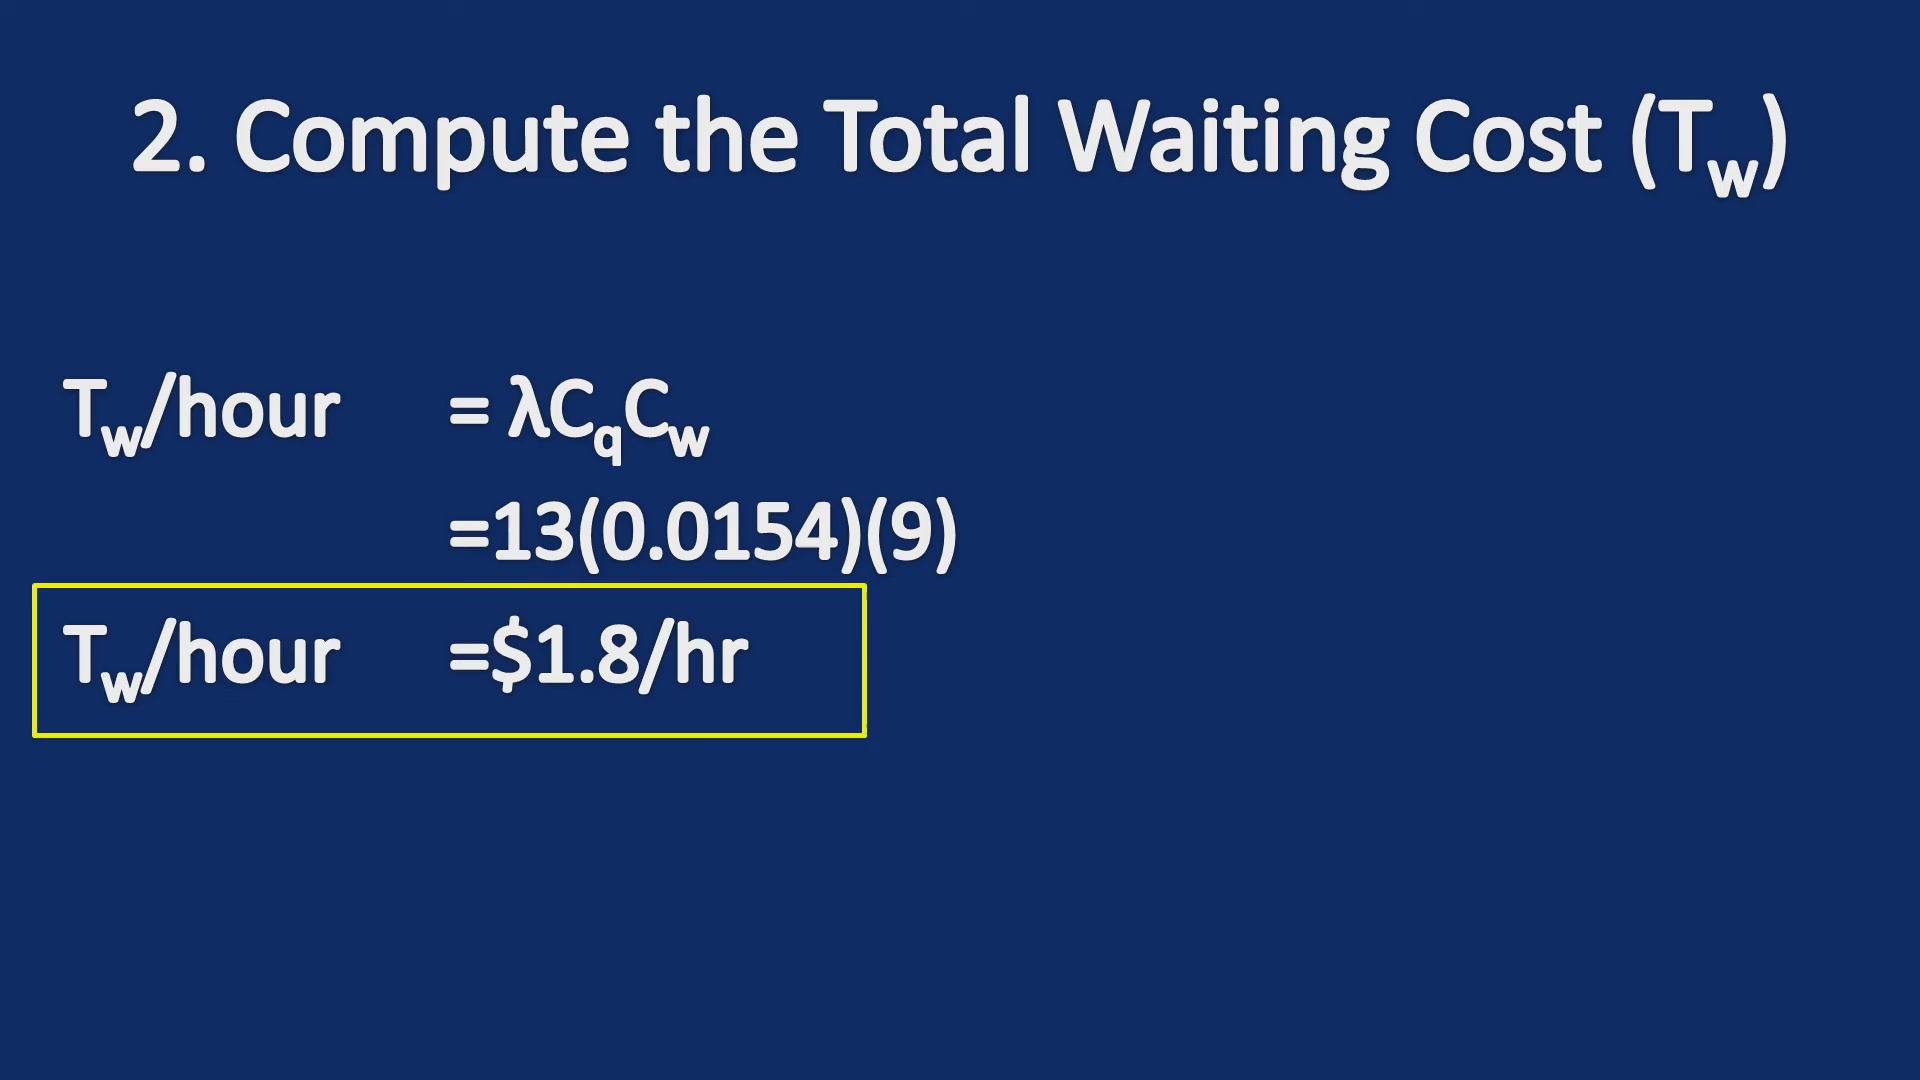 2. Compute the Total Waiting Cost (Tw)
Tw/hour = λCqCw
=13(0.0154)(9)
Tw/hour =$1.8/hr